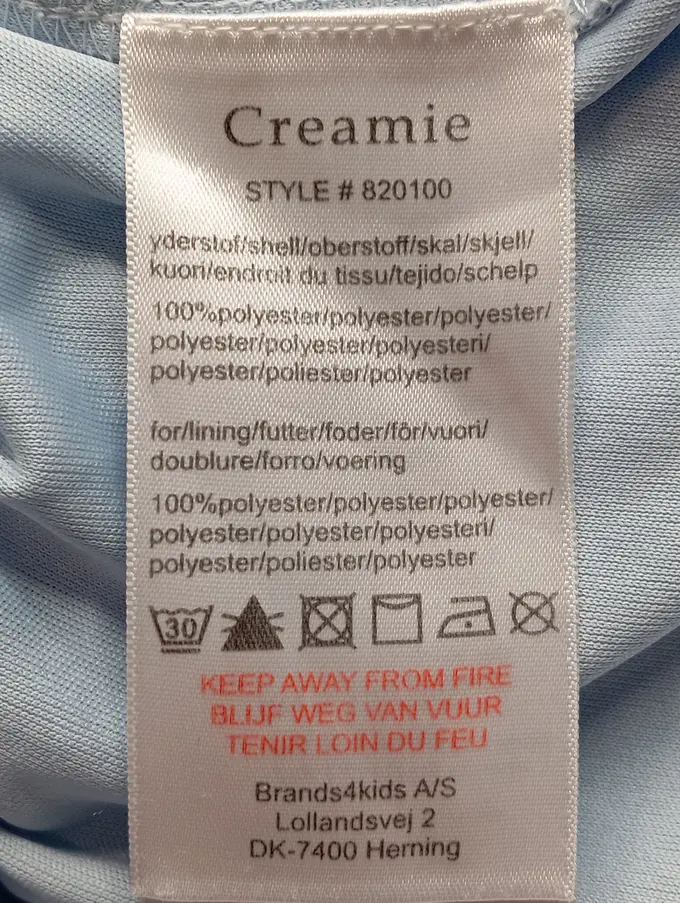 Creamie
STYLE # 820100
yderstof/shell/oberstoff/skal/skjell/
kuori/endroit du tissu/tejido/schelp
100%polyester/polyester/polyester/
polyester/polyester/polyesteri/
polyester/poliester/polyester
for/lining/futter/foder/fôr/vuori/
doublure/forro/voering
100%polyester/polyester/polyester/
polyester/polyester/polyesteri/
polyester/poliester/polyester
30
KEEP AWAY FROM FIRE
BLIJF WEG VAN VUUR
TENIR LOIN DU FEU
Brands4kids A/S
Lollandsvej 2
DK-7400 Herning